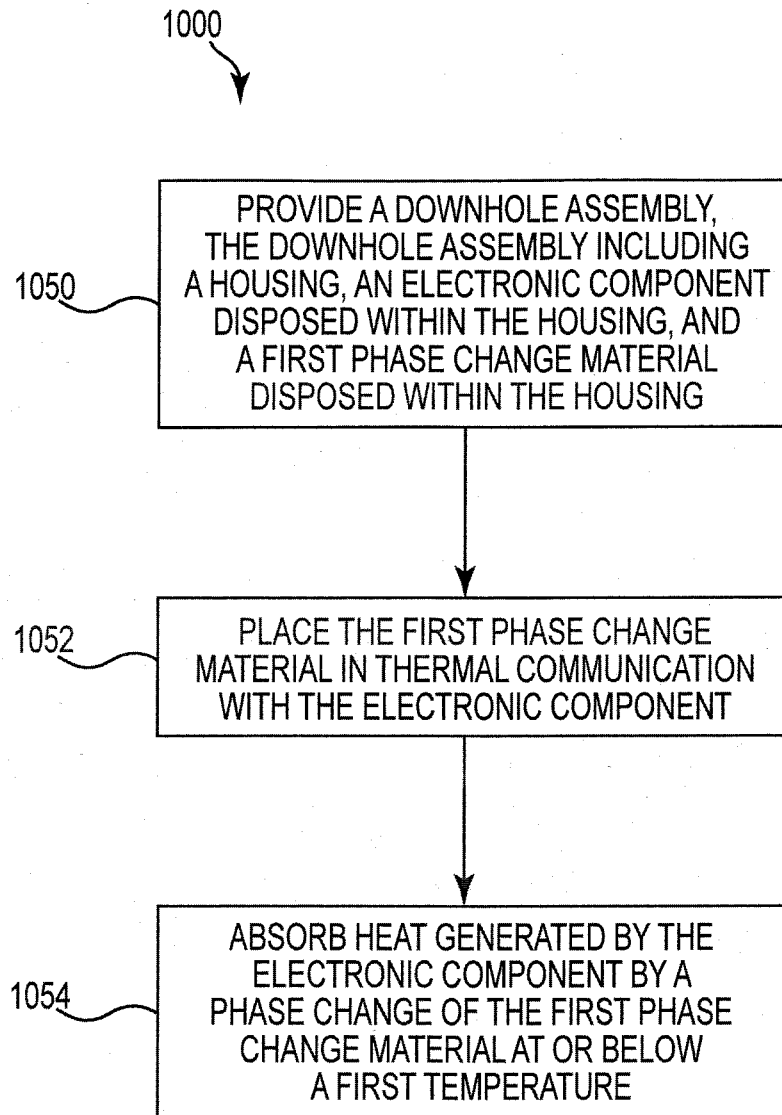 1000
1050
PROVIDE A DOWNHOLE ASSEMBLY,
THE DOWNHOLE ASSEMBLY INCLUDING
A HOUSING, AN ELECTRONIC COMPONENT
DISPOSED WITHIN THE HOUSING, AND
A FIRST PHASE CHANGE MATERIAL
DISPOSED WITHIN THE HOUSING
1052
PLACE THE FIRST PHASE CHANGE
MATERIAL IN THERMAL COMMUNICATION
WITH THE ELECTRONIC COMPONENT
1054
ABSORB HEAT GENERATED BY THE
ELECTRONIC COMPONENT BY A
PHASE CHANGE OF THE FIRST PHASE
CHANGE MATERIAL AT OR BELOW
A FIRST TEMPERATURE